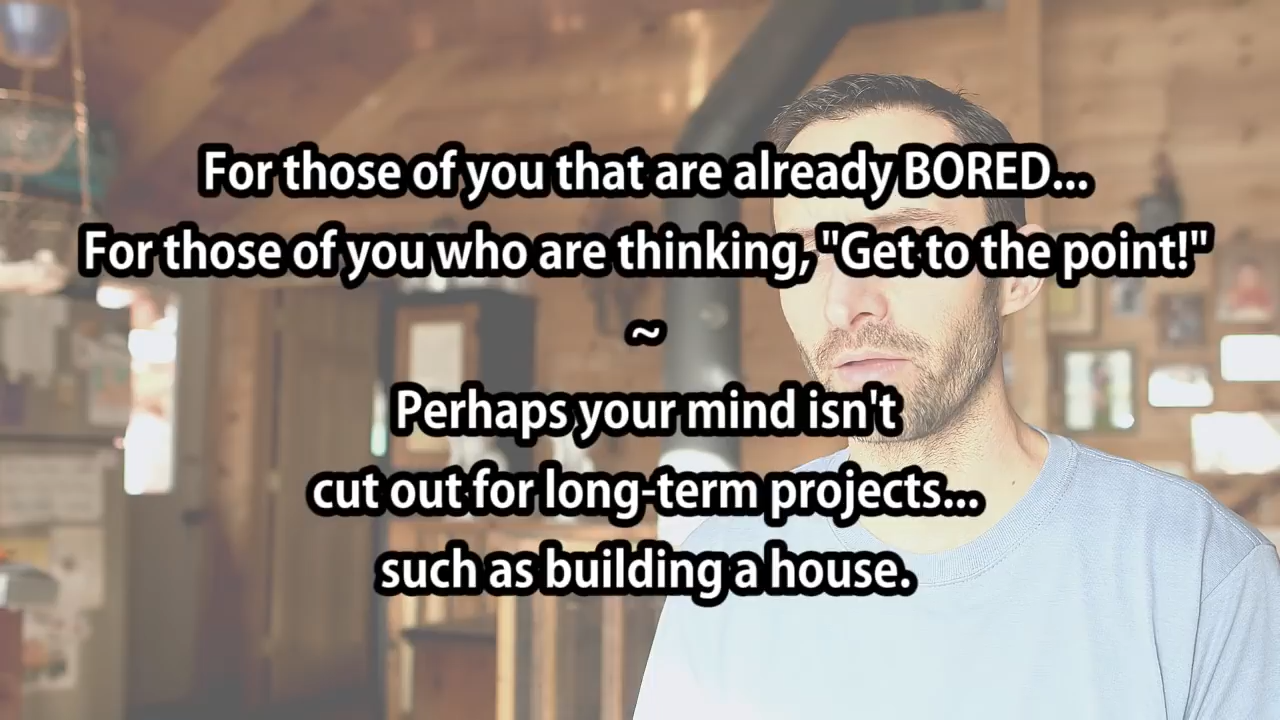 For those of you that are already BORED...
For those of you who are thinking, "Get to the point!"
~
Perhaps your mind isn't
cut out for long-term projects...
such as building a house.